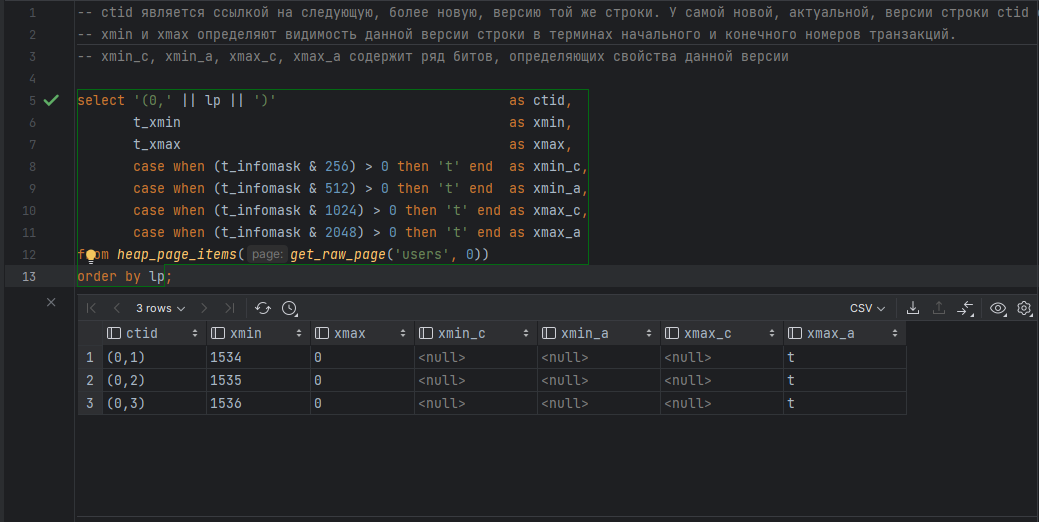 1 -- ctid является ссылкой на следующую, более новую, версию той же строки. У самой новой, актуальной, версии строки ctid
2 -- xmin и xmax определяют видимость данной версии строки в терминах начального и конечного номеров транзакций.
3 -- xmin_c, xmin_a, xmax_c, xmax_a содержит ряд битов, определяющих свойства данной версии
4
5 select '(0,' || lp || ')' as ctid,
6 t_xmin as xmin,
7 t_xmax as xmax,
8 case when (t_infomask & 256) > 0 then 't' end as xmin_c,
9 case when (t_infomask & 512) > 0 then 't' end as xmin_a,
10 case when (t_infomask & 1024) > 0 then 't' end as xmax_c,
11 case when (t_infomask & 2048) > 0 then 't' end as xmax_a
12 from heap_page_items( page: get_raw_page('users', 0))
13 order by lp;
3 rows CSV
ctid xmin xmax xmin_c xmin_a xmax_c xmax_a
1 (0,1) 1534 0 <null> <null> <null> t
2 (0,2) 1535 0 <null> <null> <null> t
3 (0,3) 1536 0 <null> <null> <null> t